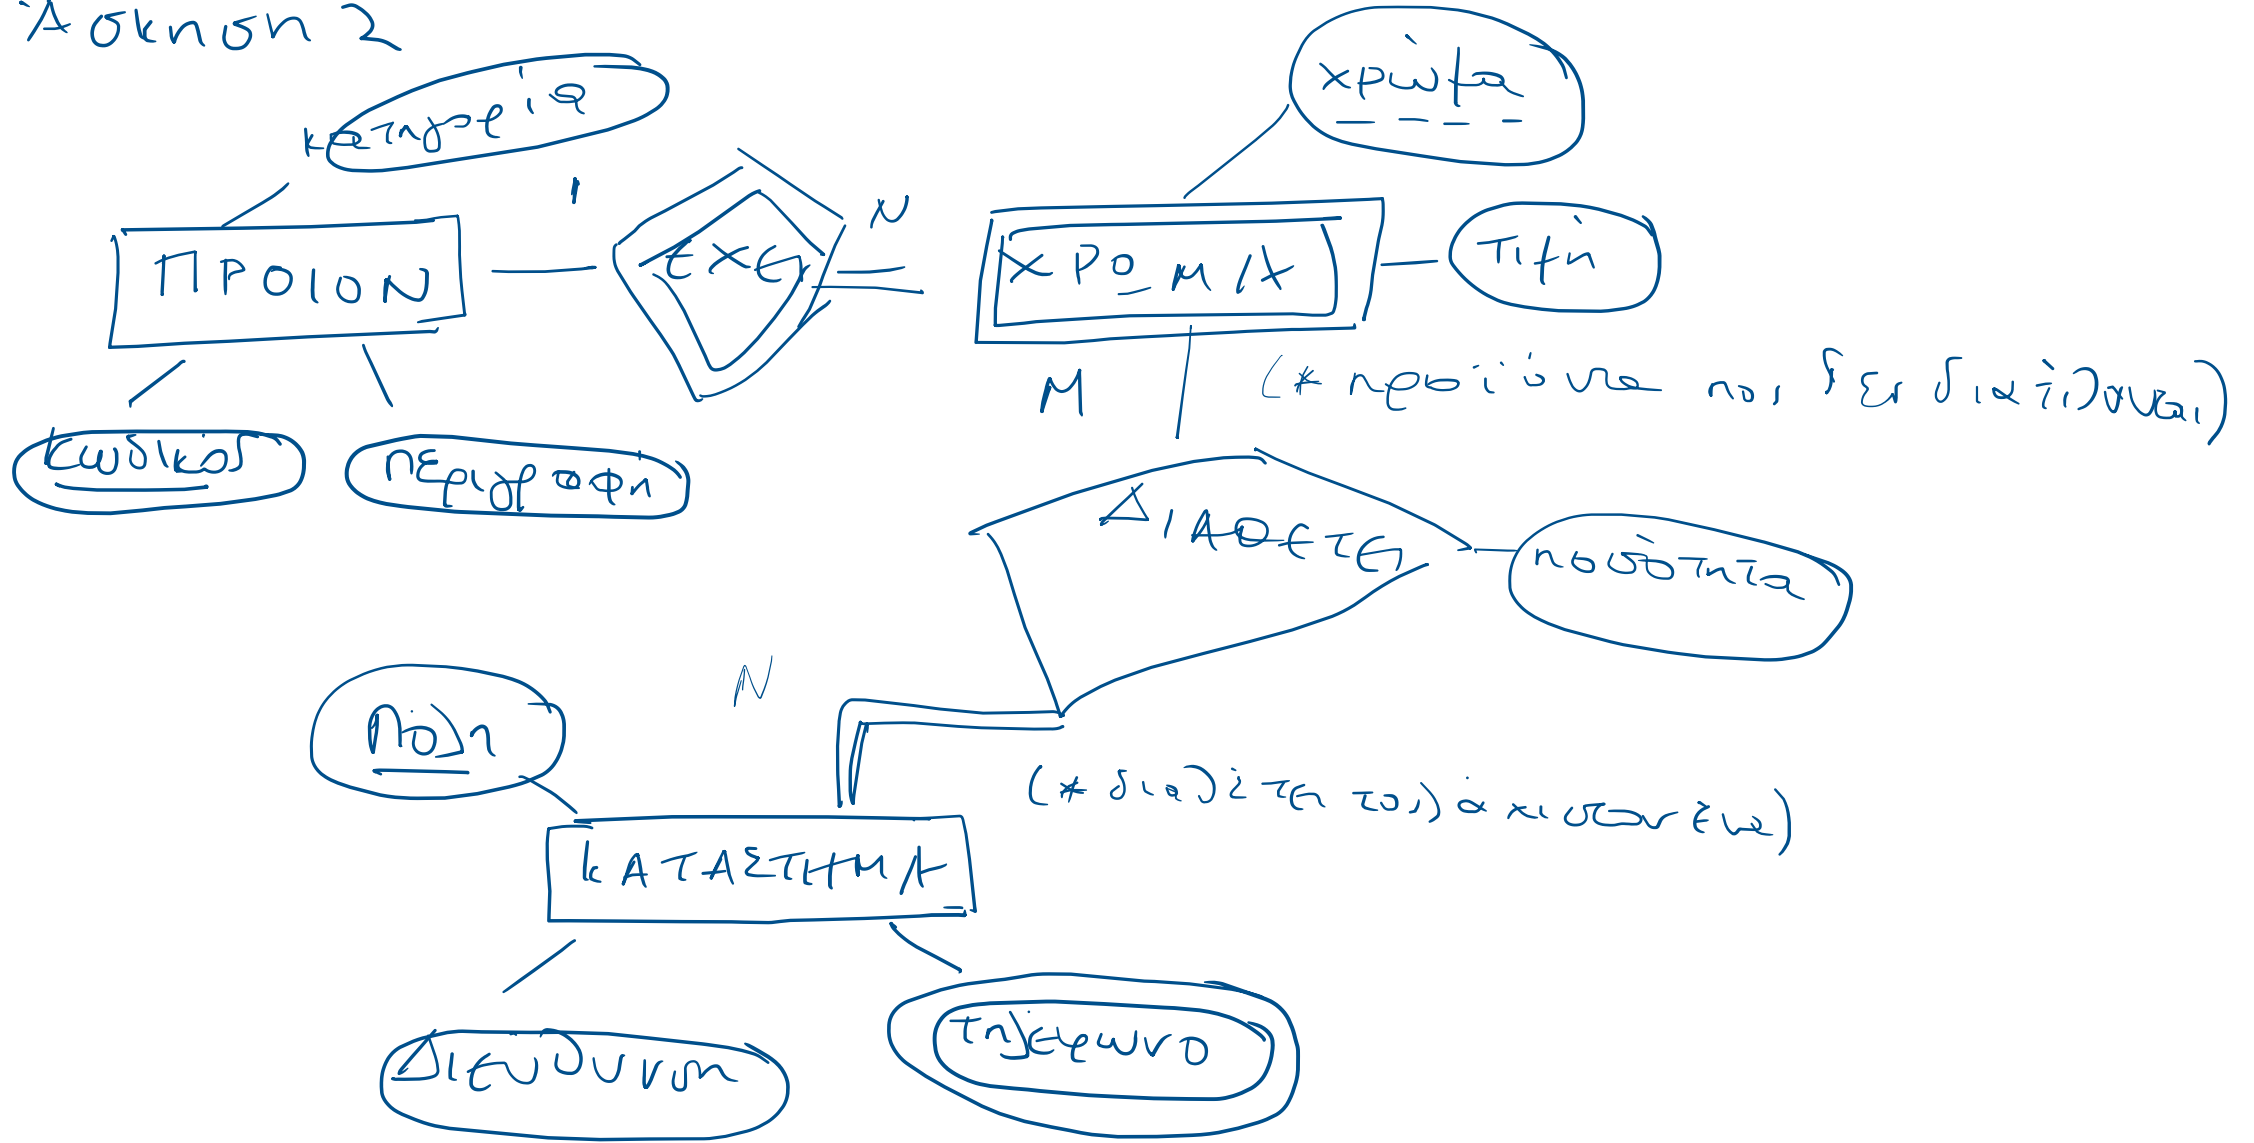 Άσκηση 2
κατηγορία
χρώμα
1
N
ΠΡΟΙΟΝ
ΕΧΕΙ
ΧΡΩΜΑ
τιμή
M
(* προϊόντα που δεν διατίθενται)
κωδικός
περιγραφή
ΔΙΑΘΕΤΕΙ
ποσότητα
N
Πόλη
(* διαθέτει τουλάχιστον ένα)
ΚΑΤΑΣΤΗΜΑ
Διεύθυνση
τηλέφωνο